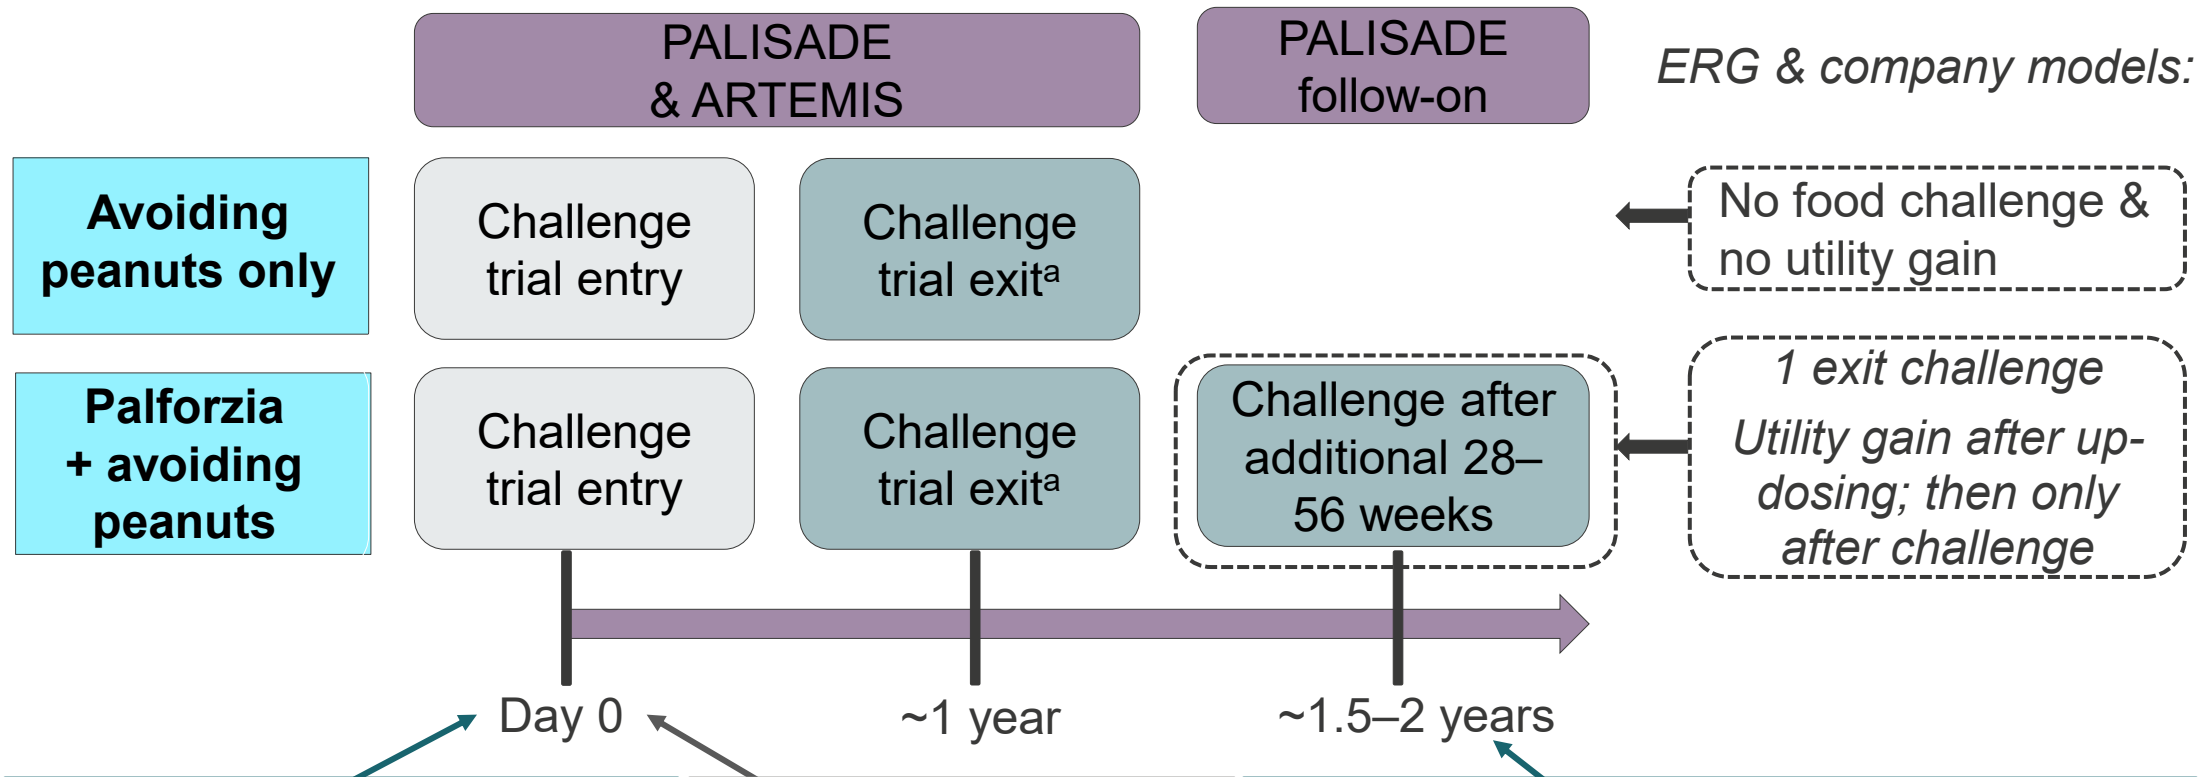 PALISADE
& ARTEMIS
PALISADE
follow-on
ERG & company models:
Avoiding
peanuts only
Challenge
trial entry
Challenge
trial exitᵃ
No food challenge &
no utility gain
Palforzia
+ avoiding
peanuts
Challenge
trial entry
Challenge
trial exitᵃ
Challenge after
additional 28–
56 weeks
1 exit challenge
Utility gain after up-
dosing; then only
after challenge
Day 0
~1 year
~1.5–2 years